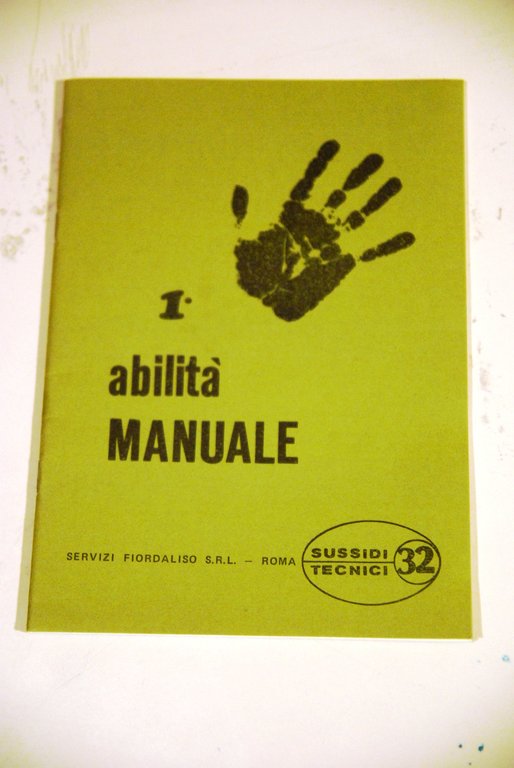 1.
abilità
MANUALE
SERVIZI FIORDALISO S.R.L. – ROMA
SUSSIDI
TECNICI
32